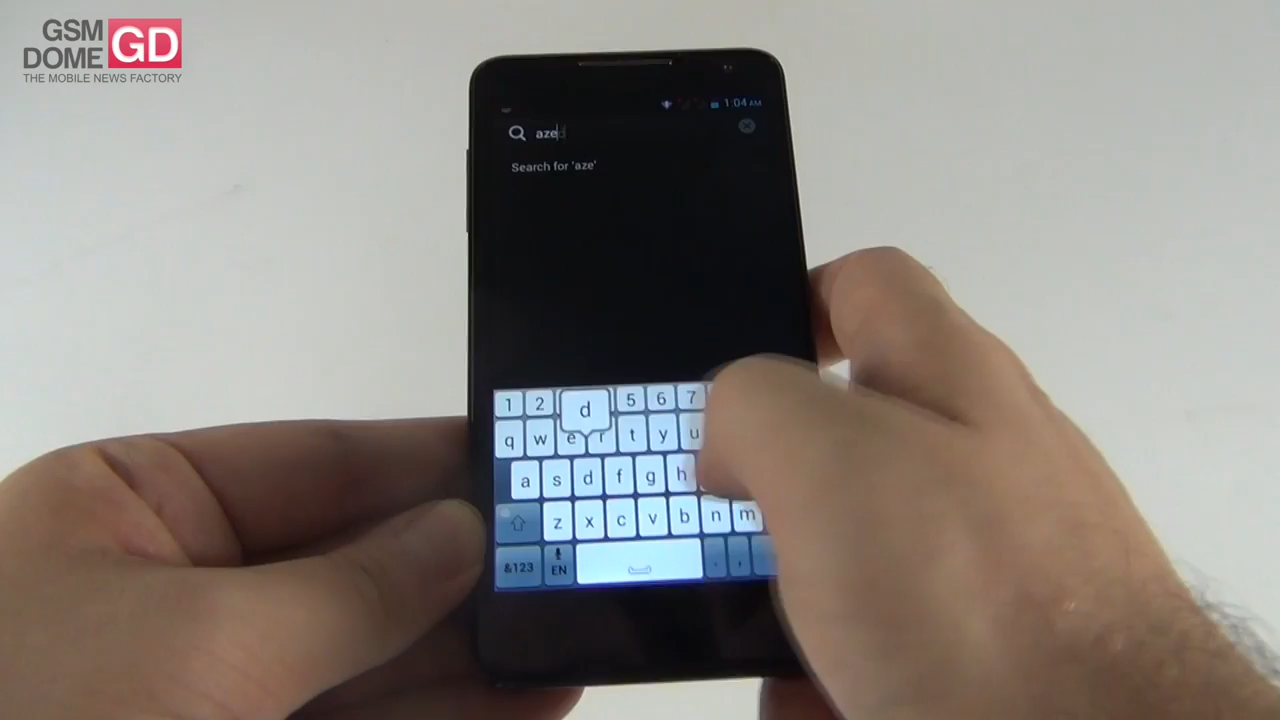 GSM
DOME GD
THE MOBILE NEWS FACTORY
1:04 AM
azed
Search for 'aze'
d
1 2 5 6 7
q w e r t y u
a s d f g h
z x c v b n m
&123 EN . ,